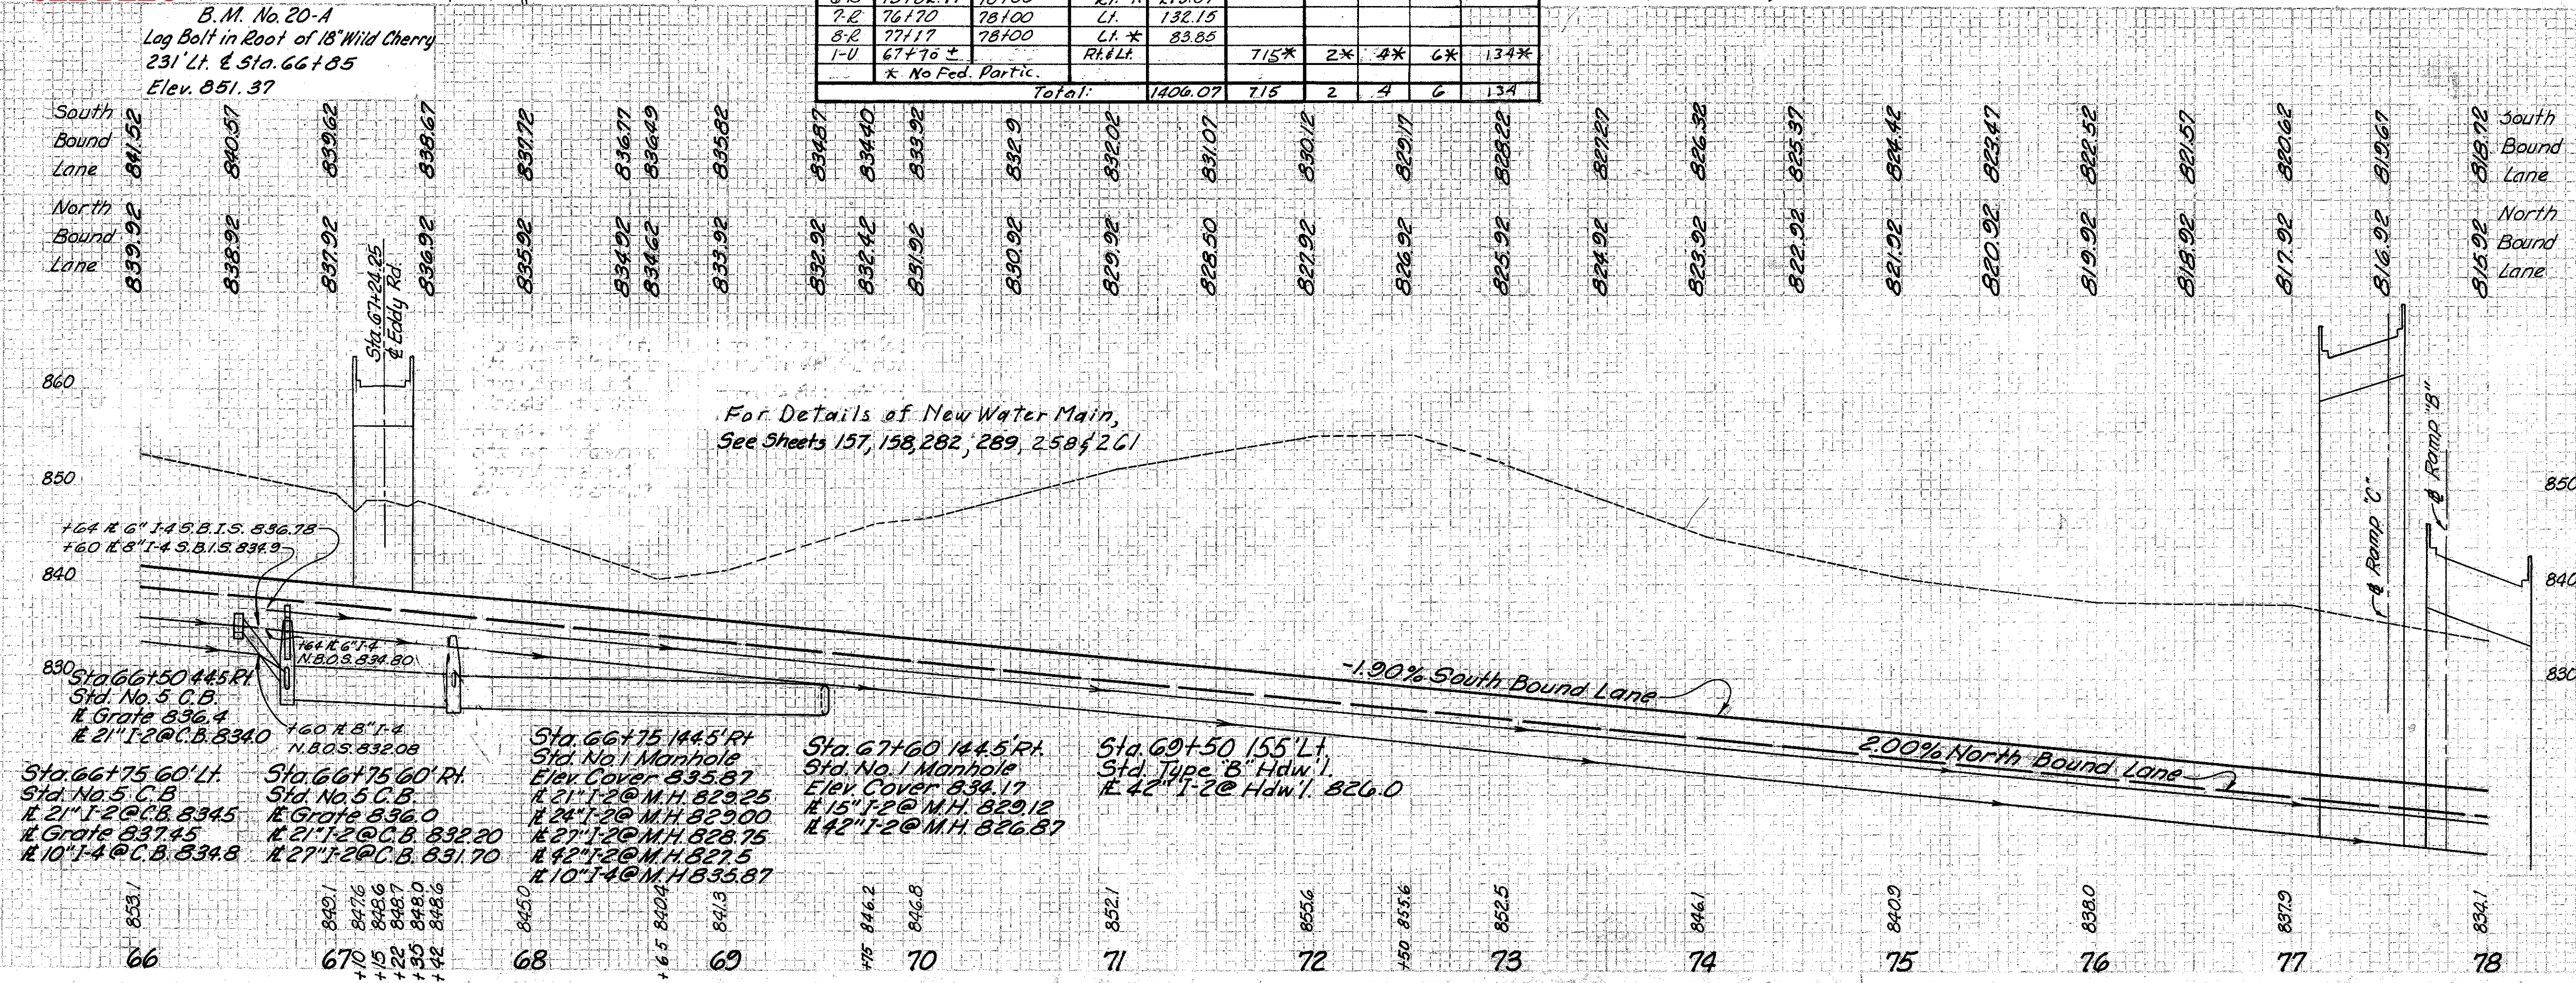 B.M. No. 20-A
Lag Bolt in Root of 18" Wild Cherry
231' Lt. ℄ Sta. 66+85
Elev. 851.37
7-R 76+70 78+00 Lt. 132.15
8-R 77+17 78+00 Lt. * 83.85
1-U 67+70 ± Rt.&Lt. 715* 2* 4* 6* 134*
* No Fed. Partic.
Total: 1406.07 715 2 4 6 134
South Bound Lane 841.52 840.57 839.62 838.67 837.72 836.77 836.49 835.82 834.87 834.40 833.92 832.9 832.02 831.07 830.12 829.17 828.22 827.27 826.32 825.37 824.42 823.47 822.52 821.57 820.62 819.67 818.72 South Bound Lane
North Bound Lane 839.92 838.92 837.92 836.92 835.92 834.92 834.62 833.92 832.92 832.42 831.92 830.92 829.92 828.50 827.92 826.92 825.92 824.92 823.92 822.92 821.92 820.92 819.92 818.92 817.92 816.92 815.92 North Bound Lane
Sta. 67+24.25
℄ Eddy Rd.
860
For Details of New Water Main,
See Sheets 157, 158, 282, 289, 258 & 261
850
850
℄ Ramp "C"
℄ Ramp "B"
+64 ⅊ 6" I-4 S.B.I.S. 836.78
+60 ⅊ 8" I-4 S.B.I.S. 834.9
840
840
+64 ⅊ 6" I-4
N.B.O.S. 834.80
830
830
-1.90% South Bound Lane
2.00% North Bound Lane
Sta. 66+50 44.5 Rt.
Std. No. 5 C.B.
⅊ Grate 836.4
⅊ 21" I-2 @ C.B. 834.0
+60 ⅊ 8" I-4
N.B.O.S. 832.08
Sta. 66+75 60' Lt.
Std. No. 5 C.B
⅊ 21" I-2 @ C.B. 834.5
⅊ Grate 837.45
⅊ 10" I-4 @ C.B. 834.8
Sta. 66+75 60' Rt.
Std. No. 5 C.B.
⅊ Grate 836.0
⅊ 21" I-2 @ C.B. 832.20
⅊ 27" I-2 @ C.B. 831.70
Sta. 66+75 144.5' Rt
Std. No. 1 Manhole
Elev. Cover 835.87
⅊ 21" I-2 @ M.H. 829.25
⅊ 24" I-2 @ M.H. 829.00
⅊ 27" I-2 @ M.H. 828.75
⅊ 42" I-2 @ M.H. 827.5
⅊ 10" I-4 @ M.H 835.87
Sta. 67+60 144.5' Rt.
Std. No. 1 Manhole
Elev Cover 834.17
⅊ 15" I-2 @ M.H. 829.12
⅊ 42" I-2 @ M.H. 826.87
Sta. 69+50 155' Lt.
Std. Type "B" Hdw'l.
⅊ 42" I-2 @ Hdw'l. 826.0
853.1 849.1 847.6 848.6 848.7 848.0 848.6 845.0 840.4 841.3 846.2 846.8 852.1 855.6 855.6 852.5 846.1 840.9 838.0 837.9 834.1
66 67 +10 +15 +22 +35 +42 68 +65 69 +75 70 71 72 +50 73 74 75 76 77 78